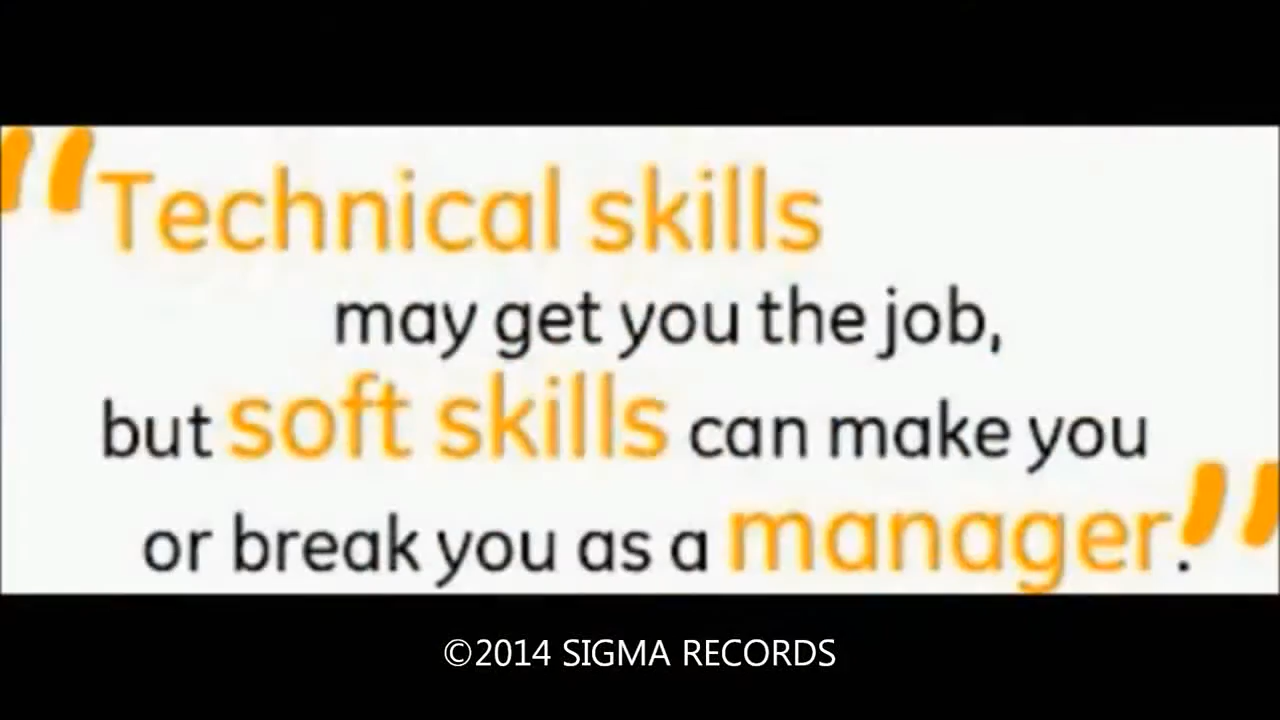 “Technical skills
may get you the job,
but soft skills can make you
or break you as a manager.”
©2014 SIGMA RECORDS